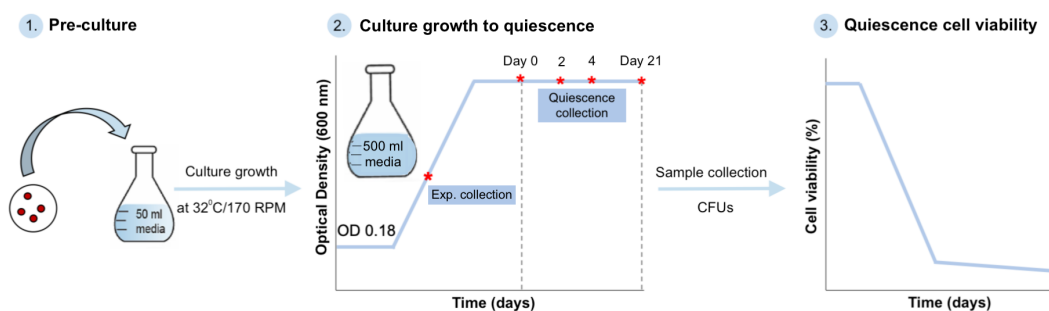 1. Pre-culture
50 ml
media
Culture growth
at 32⁰C/170 RPM
2. Culture growth to quiescence
Optical Density (600 nm)
Day 0
2
4
Day 21
500 ml
media
Quiescence
collection
Exp. collection
OD 0.18
Time (days)
Sample collection
CFUs
3. Quiescence cell viability
Cell viability (%)
Time (days)